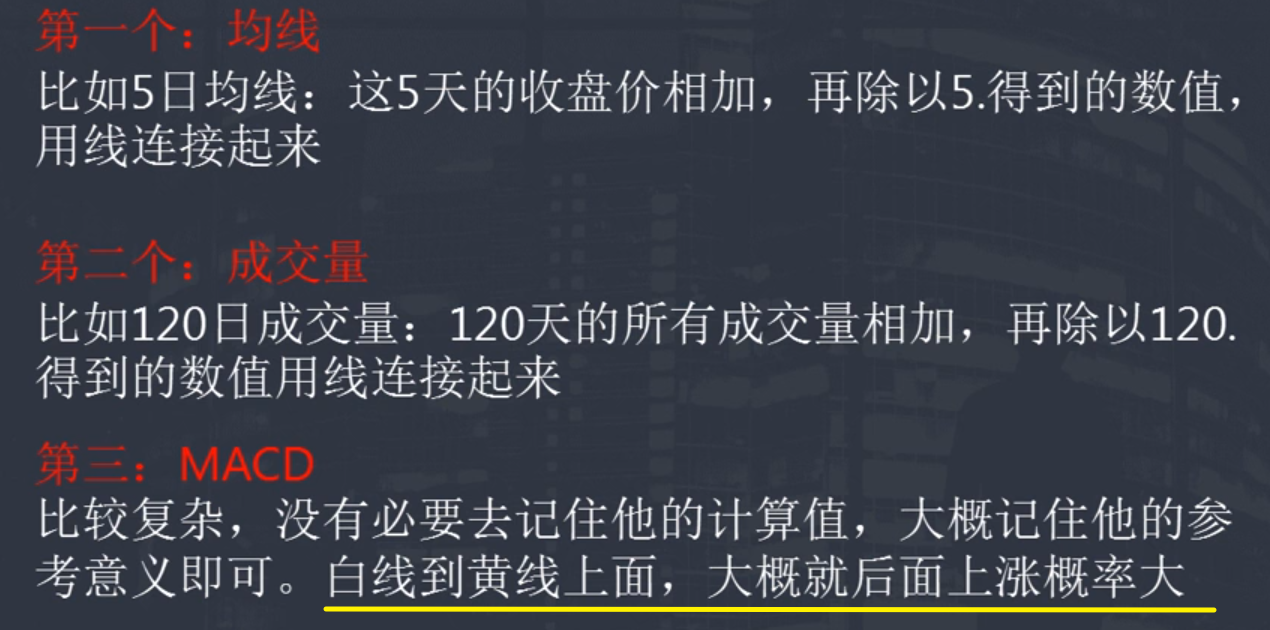 第一个：均线
比如5日均线：这5天的收盘价相加，再除以5.得到的数值，
用线连接起来
第二个：成交量
比如120日成交量：120天的所有成交量相加，再除以120.
得到的数值用线连接起来
第三：MACD
比较复杂，没有必要去记住他的计算值，大概记住他的参
考意义即可。白线到黄线上面，大概就后面上涨概率大